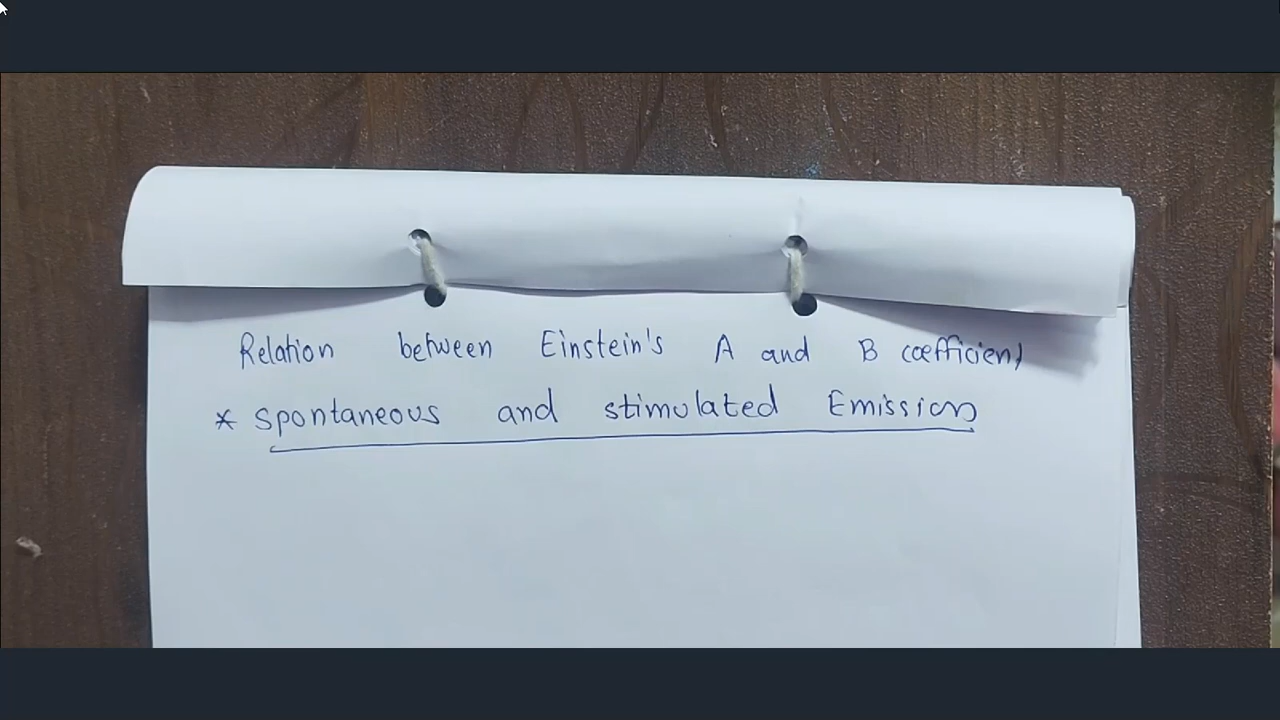 Relation between Einstein's A and B coefficient
* spontaneous and stimulated Emission